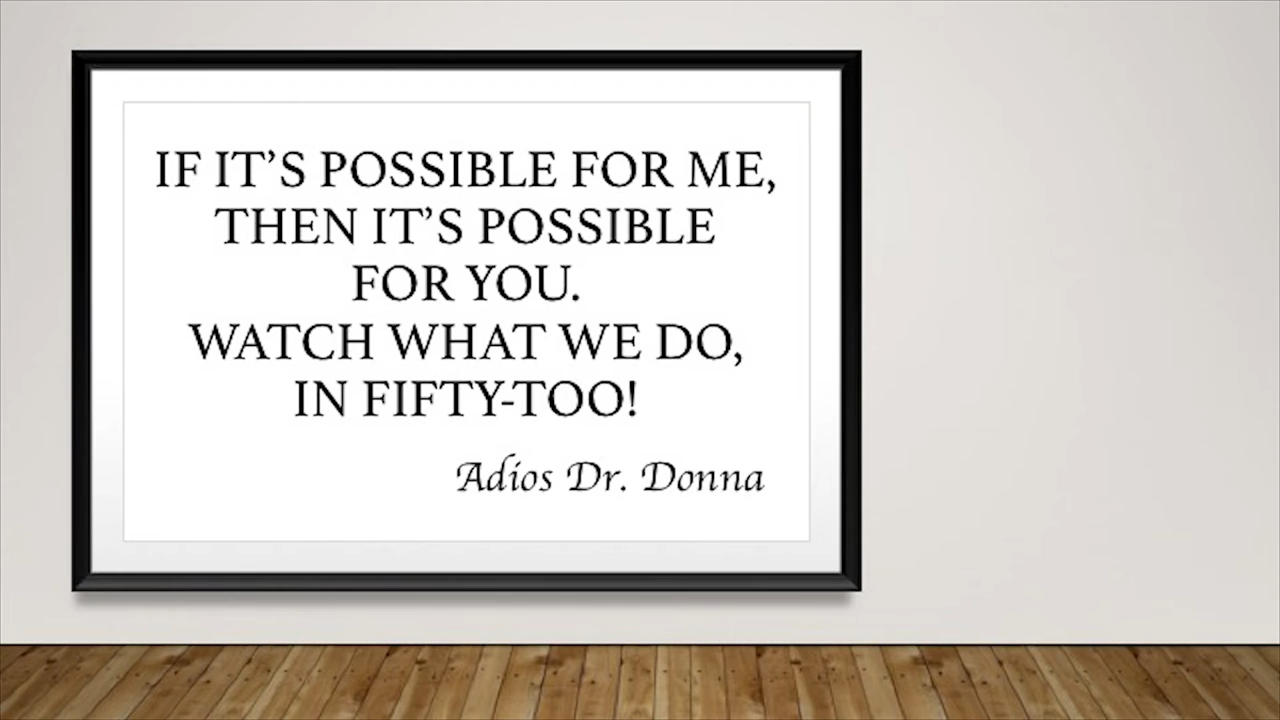 IF IT’S POSSIBLE FOR ME,
THEN IT’S POSSIBLE
FOR YOU.
WATCH WHAT WE DO,
IN FIFTY-TOO!
Adios Dr. Donna